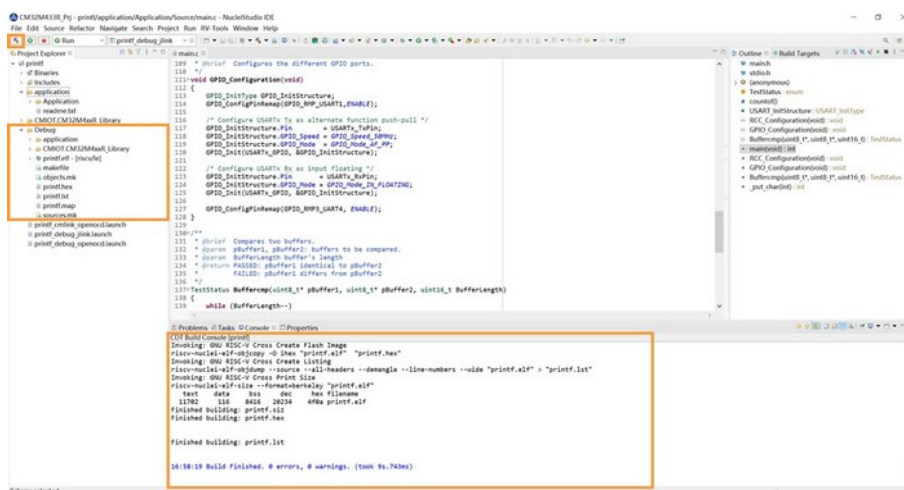 CM32M433R_Prj - printf/application/Application/Source/main.c - NucleiStudio IDE
File Edit Source Refactor Navigate Search Project Run RV-Tools Window Help
Run
printf_debug_jlink
Project Explorer
printf
Binaries
Includes
application
Application
readme.txt
CMIOT.CM32M4xxR_Library
Debug
application
CMIOT.CM32M4xxR_Library
printf.elf - [riscv/le]
makefile
objects.mk
printf.hex
printf.lst
printf.map
sources.mk
printf_cmlink_openocd.launch
printf_debug_jlink.launch
printf_debug_openocd.launch
main.c
109 * @brief Configures the different GPIO ports.
110 */
111 void GPIO_Configuration(void)
112 {
113 GPIO_InitType GPIO_InitStructure;
114 GPIO_ConfigPinRemap(GPIO_RMP_USART1,ENABLE);
115
116 /* Configure USARTx Tx as alternate function push-pull */
117 GPIO_InitStructure.Pin = USARTx_TxPin;
118 GPIO_InitStructure.GPIO_Speed = GPIO_Speed_50MHz;
119 GPIO_InitStructure.GPIO_Mode = GPIO_Mode_AF_PP;
120 GPIO_Init(USARTx_GPIO, &GPIO_InitStructure);
121
122 /* Configure USARTx Rx as input floating */
123 GPIO_InitStructure.Pin = USARTx_RxPin;
124 GPIO_InitStructure.GPIO_Mode = GPIO_Mode_IN_FLOATING;
125 GPIO_Init(USARTx_GPIO, &GPIO_InitStructure);
126
127 GPIO_ConfigPinRemap(GPIO_RMP3_UART4, ENABLE);
128 }
129
130 /**
131 * @brief Compares two buffers.
132 * @param pBuffer1, pBuffer2: buffers to be compared.
133 * @param BufferLength buffer's length
134 * @return PASSED: pBuffer1 identical to pBuffer2
135 * FAILED: pBuffer1 differs from pBuffer2
136 */
137 TestStatus Buffercmp(uint8_t* pBuffer1, uint8_t* pBuffer2, uint16_t BufferLength)
138 {
139 while (BufferLength--)
Problems Tasks Console Properties
CDT Build Console [printf]
Invoking: GNU RISC-V Cross Create Flash Image
riscv-nuclei-elf-objcopy -O ihex "printf.elf" "printf.hex"
Invoking: GNU RISC-V Cross Create Listing
riscv-nuclei-elf-objdump --source --all-headers --demangle --line-numbers --wide "printf.elf" > "printf.lst"
Invoking: GNU RISC-V Cross Print Size
riscv-nuclei-elf-size --format=berkeley "printf.elf"
text data bss dec hex filename
11702 116 8416 20234 4f0a printf.elf
Finished building: printf.siz
Finished building: printf.hex
Finished building: printf.lst
16:58:19 Build Finished. 0 errors, 0 warnings. (took 9s.743ms)
Outline Build Targets
main.h
stdio.h
(anonymous)
TestStatus : enum
countof()
USART_InitStructure : USART_InitType
RCC_Configuration(void) : void
GPIO_Configuration(void) : void
Buffercmp(uint8_t*, uint8_t*, uint16_t) : TestStatus
main(void) : int
RCC_Configuration(void) : void
GPIO_Configuration(void) : void
Buffercmp(uint8_t*, uint8_t*, uint16_t) : TestStatus
_put_char(int) : int